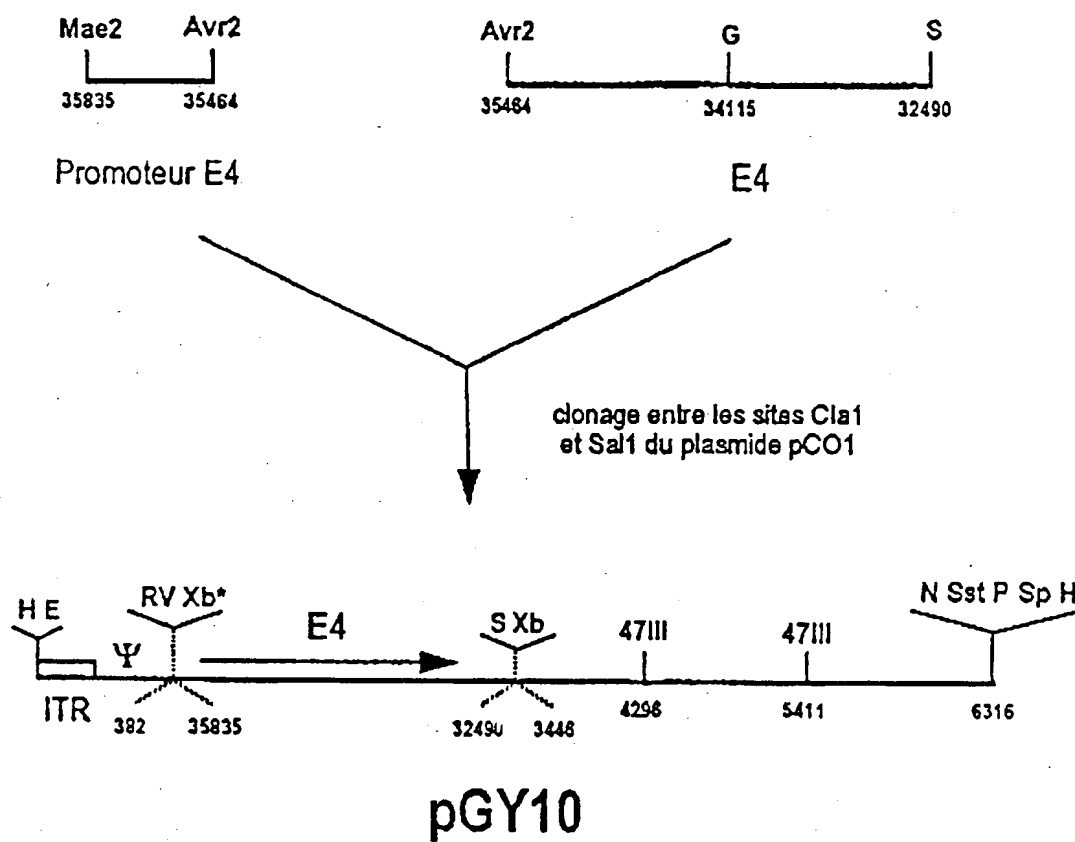 Mae2 Avr2 Avr2 G S
35835 35464 35464 34115 32490
Promoteur E4 E4
clonage entre les sites Cla1
et Sal1 du plasmide pCO1
H E RV Xb* E4 S Xb 47III 47III N Sst P Sp H
Ψ
ITR 382 35835 32490 3446 4296 5411 6316
pGY10